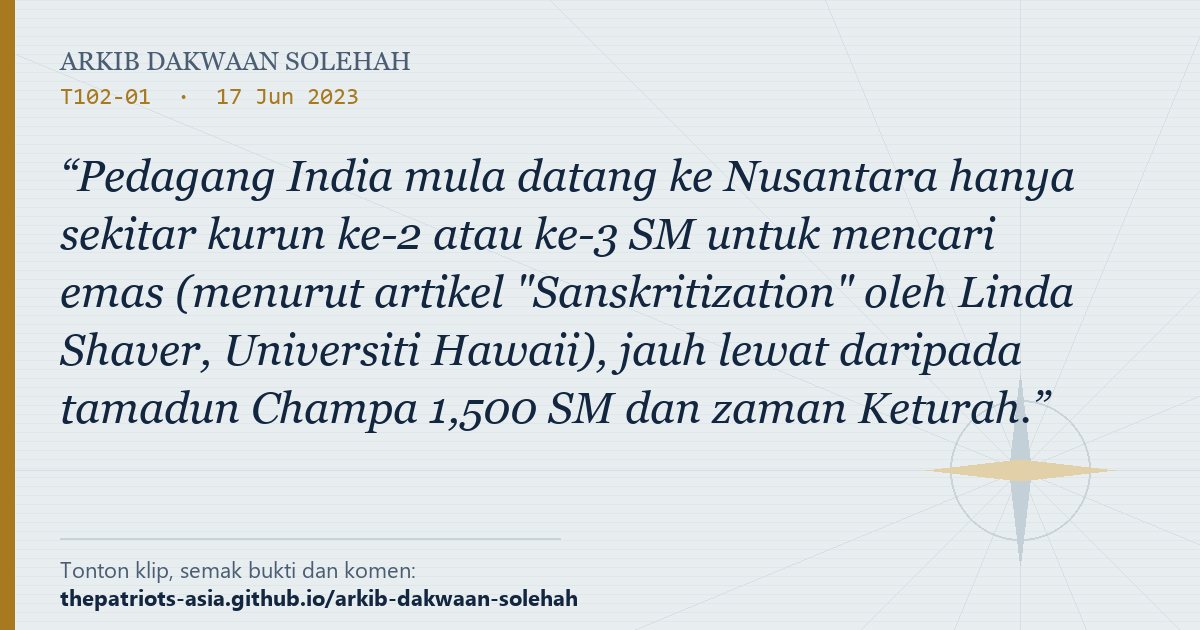 ARKIB DAKWAAN SOLEHAH
T102-01 · 17 Jun 2023
“Pedagang India mula datang ke Nusantara hanya
sekitar kurun ke-2 atau ke-3 SM untuk mencari
emas (menurut artikel "Sanskritization" oleh Linda
Shaver, Universiti Hawaii), jauh lewat daripada
tamadun Champa 1,500 SM dan zaman Keturah.”
Tonton klip, semak bukti dan komen:
thepatriots-asia.github.io/arkib-dakwaan-solehah